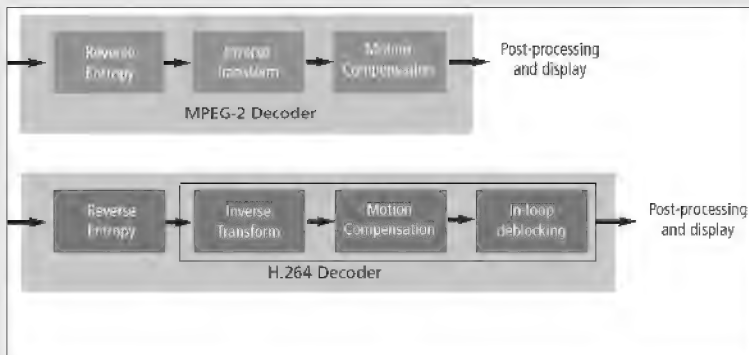 Reverse
Entropy
Inverse
Transform
Motion
Compensation
Post-processing
and display
MPEG-2 Decoder
Reverse
Entropy
Inverse
Transform
Motion
Compensation
In-loop
deblocking
Post-processing
and display
H.264 Decoder